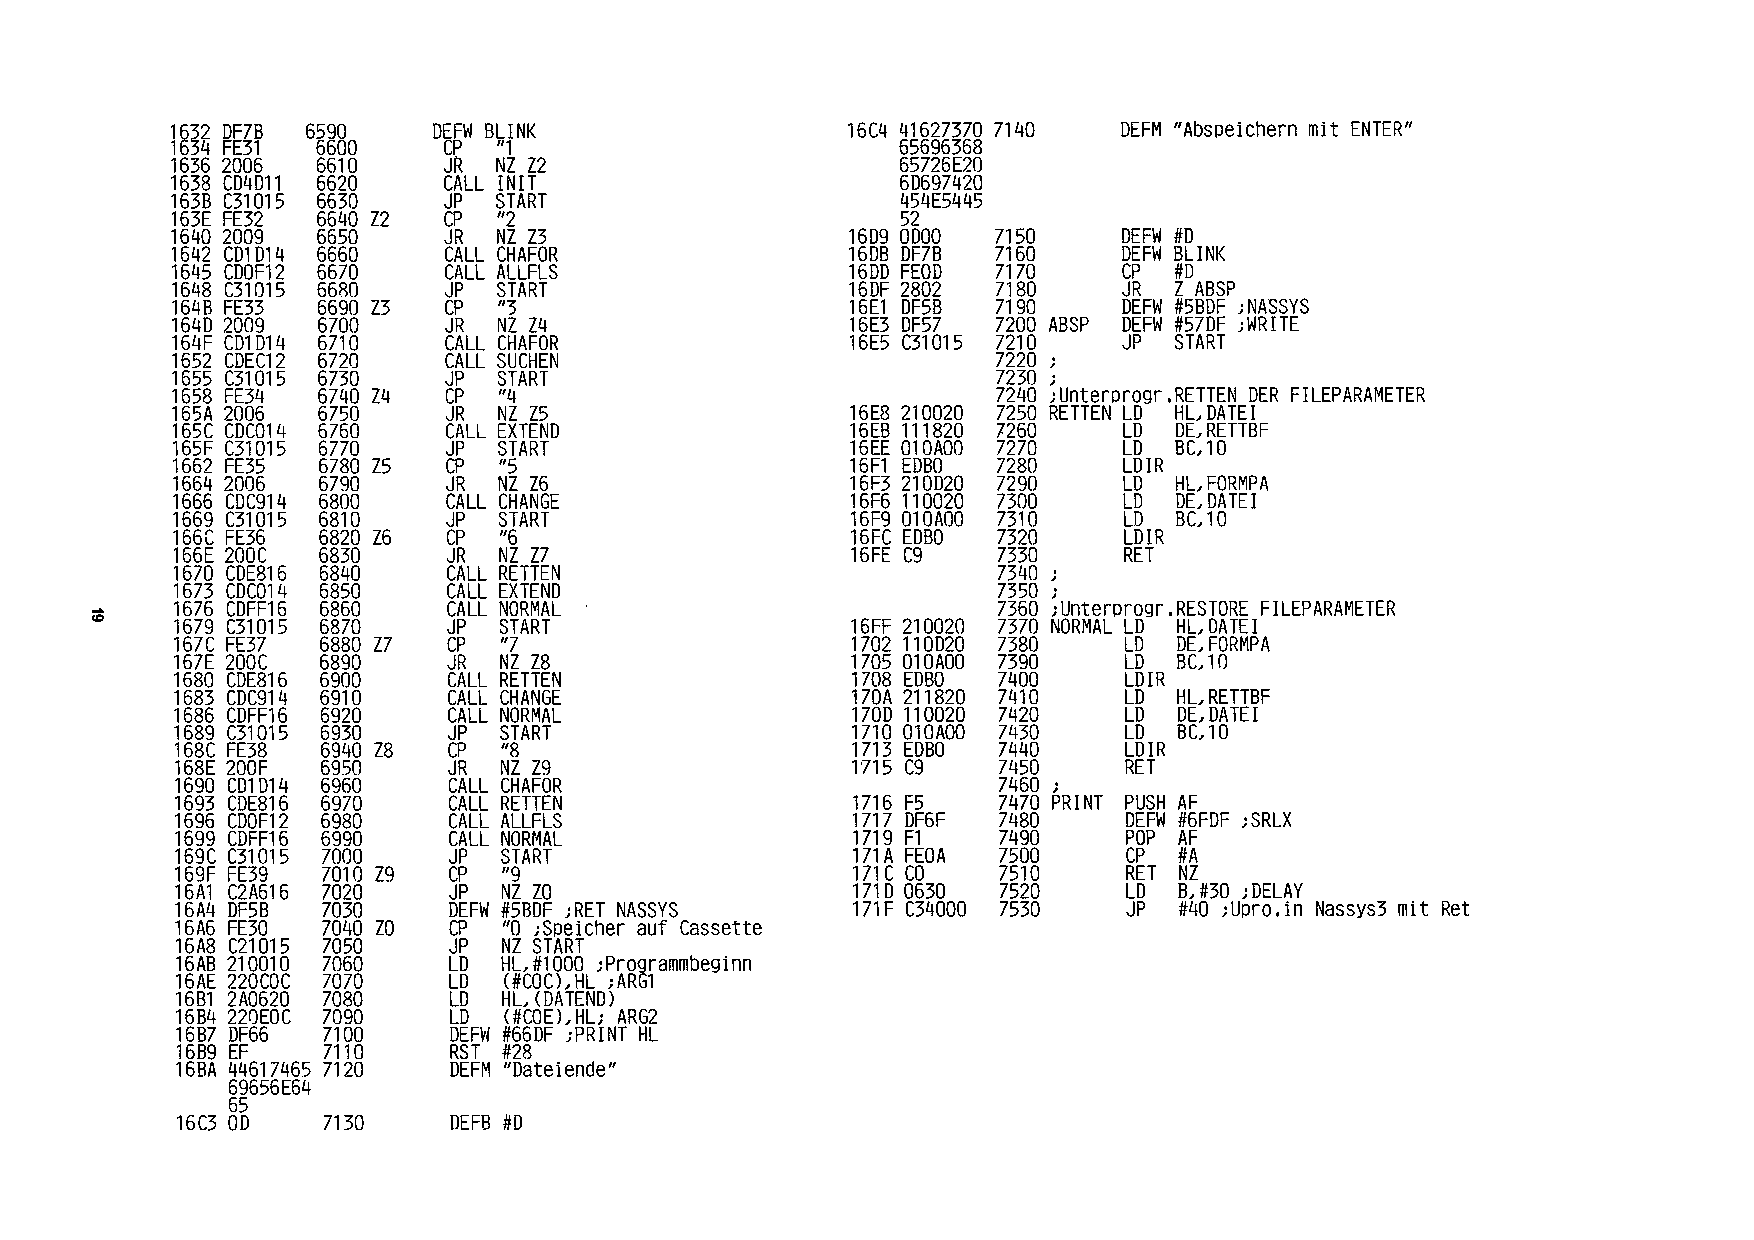 1632 DF7B 6590 DEFW BLINK
1634 FE31 6600 CP "1
1636 2006 6610 JR NZ Z2
1638 CD4D11 6620 CALL INIT
163B C31015 6630 JP START
163E FE32 6640 Z2 CP "2
1640 2009 6650 JR NZ Z3
1642 CD1D14 6660 CALL CHAFOR
1645 CD0F12 6670 CALL ALLFLS
1648 C31015 6680 JP START
164B FE33 6690 Z3 CP "3
164D 2009 6700 JR NZ Z4
164F CD1D14 6710 CALL CHAFOR
1652 CDEC12 6720 CALL SUCHEN
1655 C31015 6730 JP START
1658 FE34 6740 Z4 CP "4
165A 2006 6750 JR NZ Z5
165C CDC014 6760 CALL EXTEND
165F C31015 6770 JP START
1662 FE35 6780 Z5 CP "5
1664 2006 6790 JR NZ Z6
1666 CDC914 6800 CALL CHANGE
1669 C31015 6810 JP START
166C FE36 6820 Z6 CP "6
166E 200C 6830 JR NZ Z7
1670 CDE816 6840 CALL RETTEN
1673 CDC014 6850 CALL EXTEND
1676 CDFF16 6860 CALL NORMAL
1679 C31015 6870 JP START
167C FE37 6880 Z7 CP "7
167E 200C 6890 JR NZ Z8
1680 CDE816 6900 CALL RETTEN
1683 CDC914 6910 CALL CHANGE
1686 CDFF16 6920 CALL NORMAL
1689 C31015 6930 JP START
168C FE38 6940 Z8 CP "8
168E 200F 6950 JR NZ Z9
1690 CD1D14 6960 CALL CHAFOR
1693 CDE816 6970 CALL RETTEN
1696 CD0F12 6980 CALL ALLFLS
1699 CDFF16 6990 CALL NORMAL
169C C31015 7000 JP START
169F FE39 7010 Z9 CP "9
16A1 C2A616 7020 JP NZ Z0
16A4 DF5B 7030 DEFW #5BDF ;RET NASSYS
16A6 FE30 7040 Z0 CP "0 ;Speicher auf Cassette
16A8 C21015 7050 JP NZ START
16AB 210010 7060 LD HL,#1000 ;Programmbeginn
16AE 220C0C 7070 LD (#C0C),HL ;ARG1
16B1 2A0620 7080 LD HL,(DATEND)
16B4 220E0C 7090 LD (#C0E),HL; ARG2
16B7 DF66 7100 DEFW #66DF ;PRINT HL
16B9 EF 7110 RST #28
16BA 44617465 7120 DEFM "Dateiende"
69656E64
65
16C3 0D 7130 DEFB #D
16C4 41627370 7140 DEFM "Abspeichern mit ENTER"
65696368
65726E20
6D697420
454E5445
52
16D9 0D00 7150 DEFW #D
16DB DF7B 7160 DEFW BLINK
16DD FE0D 7170 CP #D
16DF 2802 7180 JR Z ABSP
16E1 DF5B 7190 DEFW #5BDF ;NASSYS
16E3 DF57 7200 ABSP DEFW #57DF ;WRITE
16E5 C31015 7210 JP START
7220 ;
7230 ;
7240 ;Unterprogr.RETTEN DER FILEPARAMETER
16E8 210020 7250 RETTEN LD HL,DATEI
16EB 111820 7260 LD DE,RETTBF
16EE 010A00 7270 LD BC,10
16F1 EDB0 7280 LDIR
16F3 210D20 7290 LD HL,FORMPA
16F6 110020 7300 LD DE,DATEI
16F9 010A00 7310 LD BC,10
16FC EDB0 7320 LDIR
16FE C9 7330 RET
7340 ;
7350 ;
7360 ;Unterprogr.RESTORE FILEPARAMETER
16FF 210020 7370 NORMAL LD HL,DATEI
1702 110D20 7380 LD DE,FORMPA
1705 010A00 7390 LD BC,10
1708 EDB0 7400 LDIR
170A 211820 7410 LD HL,RETTBF
170D 110020 7420 LD DE,DATEI
1710 010A00 7430 LD BC,10
1713 EDB0 7440 LDIR
1715 C9 7450 RET
7460 ;
1716 F5 7470 PRINT PUSH AF
1717 DF6F 7480 DEFW #6FDF ;SRLX
1719 F1 7490 POP AF
171A FE0A 7500 CP #A
171C C0 7510 RET NZ
171D 0630 7520 LD B,#30 ;DELAY
171F C34000 7530 JP #40 ;Upro.in Nassys3 mit Ret
19